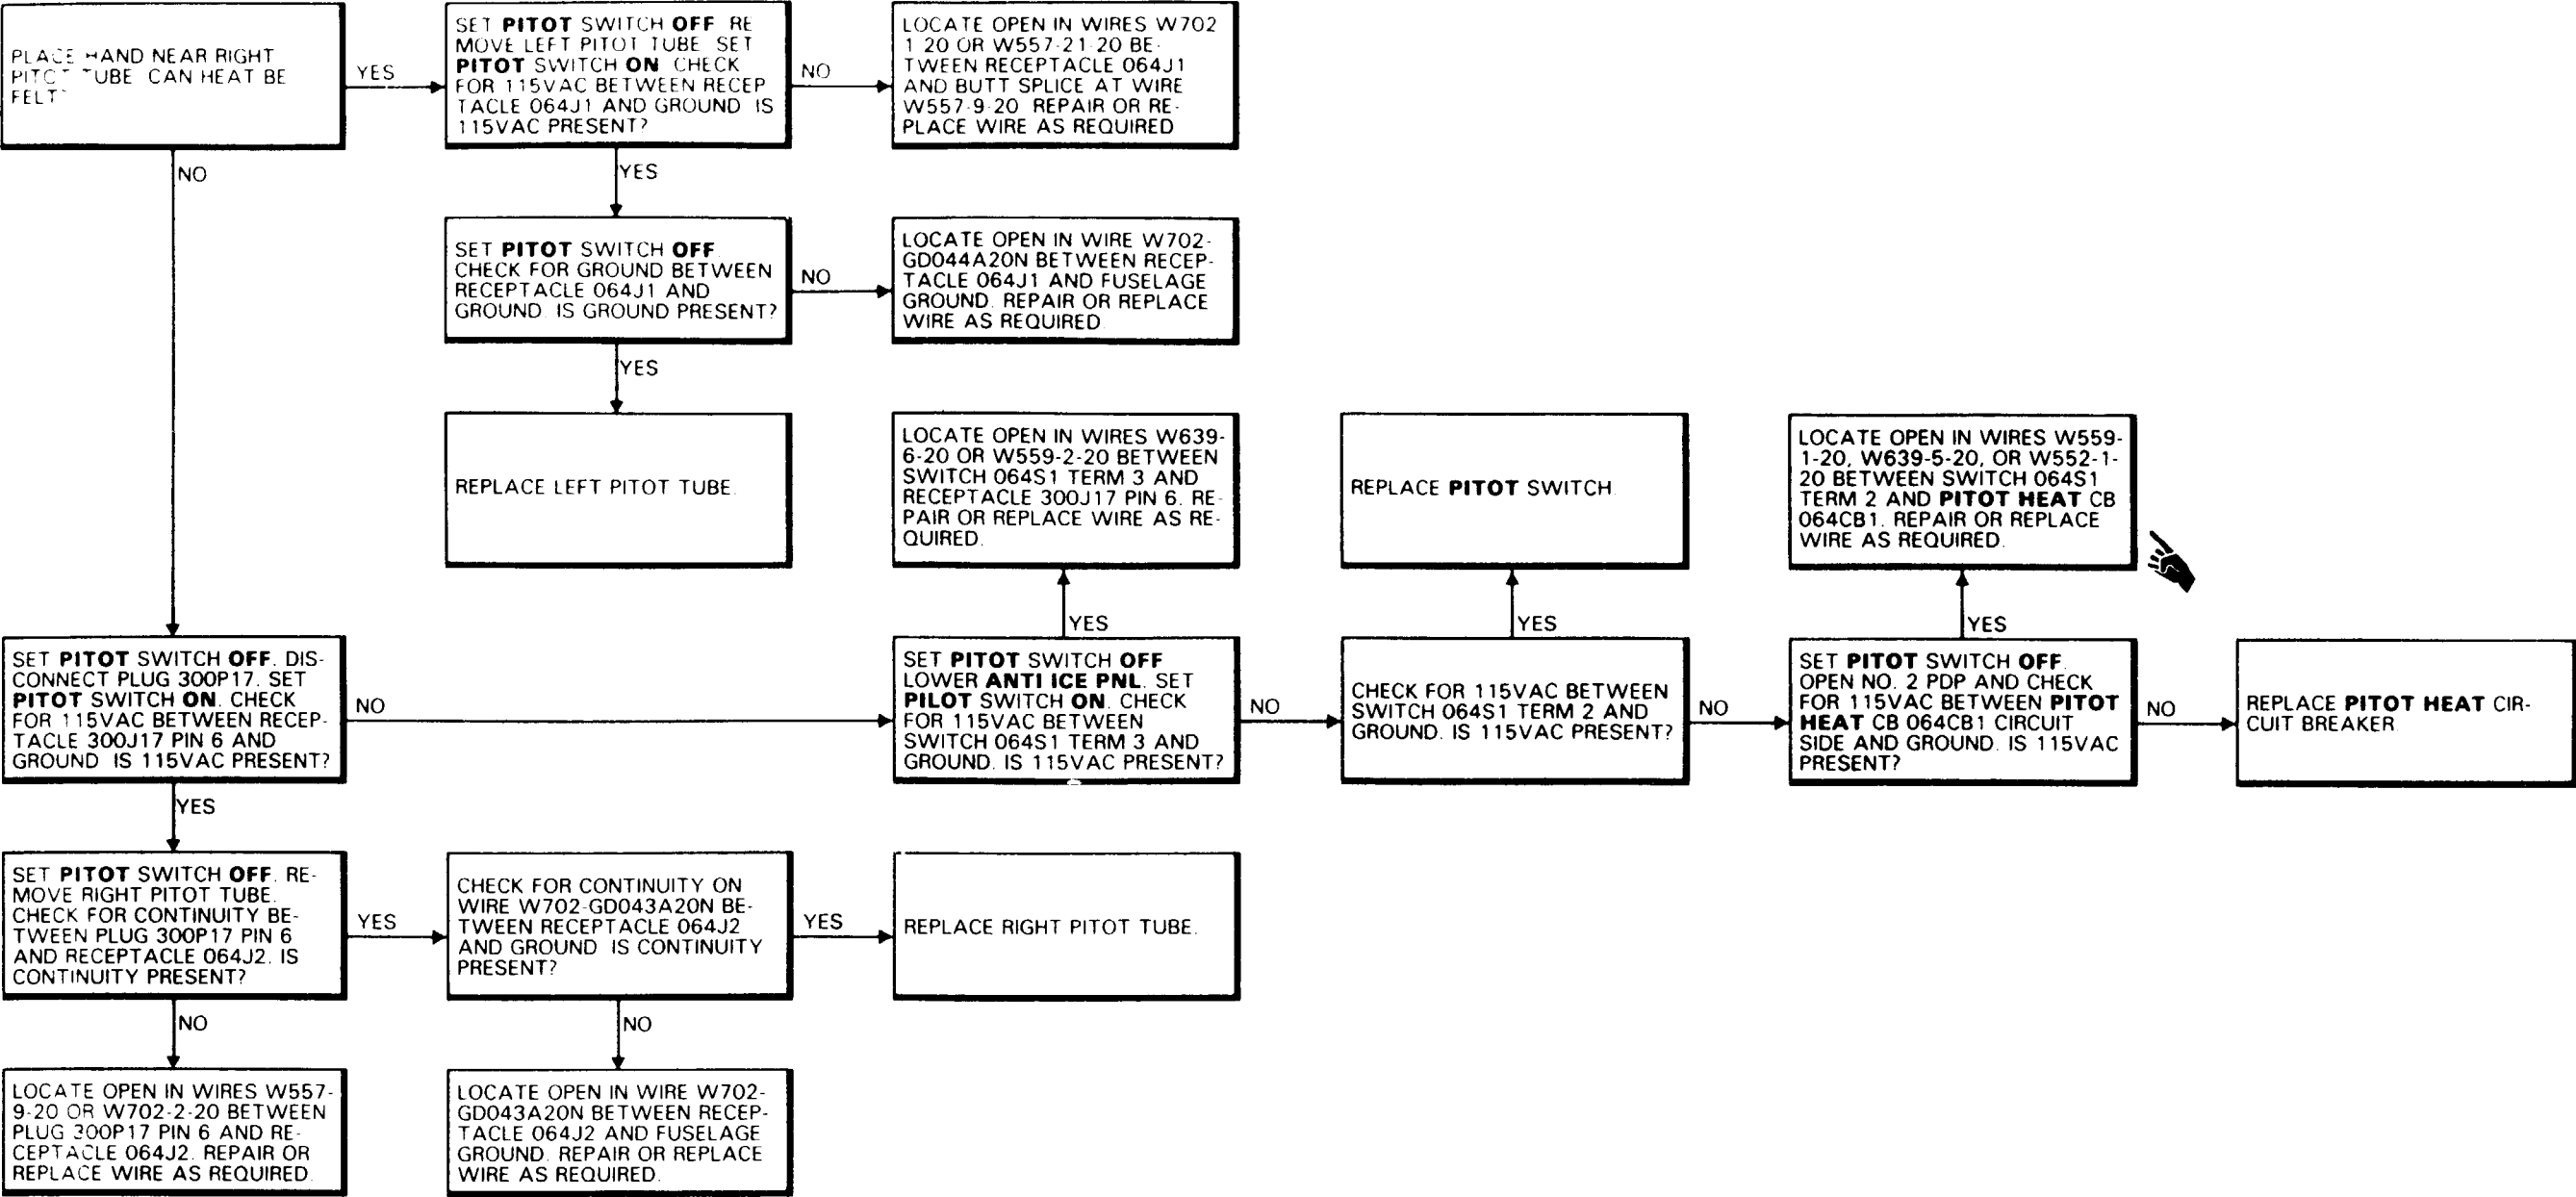 PLACE HAND NEAR RIGHT
PITOT TUBE CAN HEAT BE
FELT
YES
SET PITOT SWITCH OFF RE
MOVE LEFT PITOT TUBE SET
PITOT SWITCH ON CHECK
FOR 115VAC BETWEEN RECEP
TACLE 064J1 AND GROUND IS
115VAC PRESENT?
NO
LOCATE OPEN IN WIRES W702
1 20 OR W557-21-20 BE-
TWEEN RECEPTACLE 064J1
AND BUTT SPLICE AT WIRE
W557-9-20 REPAIR OR RE-
PLACE WIRE AS REQUIRED
NO
YES
SET PITOT SWITCH OFF
CHECK FOR GROUND BETWEEN
RECEPTACLE 064J1 AND
GROUND. IS GROUND PRESENT?
NO
LOCATE OPEN IN WIRE W702-
GD044A20N BETWEEN RECEP-
TACLE 064J1 AND FUSELAGE
GROUND. REPAIR OR REPLACE
WIRE AS REQUIRED
YES
REPLACE LEFT PITOT TUBE.
LOCATE OPEN IN WIRES W639-
6-20 OR W559-2-20 BETWEEN
SWITCH 064S1 TERM 3 AND
RECEPTACLE 300J17 PIN 6. RE-
PAIR OR REPLACE WIRE AS RE-
QUIRED.
REPLACE PITOT SWITCH.
LOCATE OPEN IN WIRES W559-
1-20, W639-5-20, OR W552-1-
20 BETWEEN SWITCH 064S1
TERM 2 AND PITOT HEAT CB
064CB1. REPAIR OR REPLACE
WIRE AS REQUIRED.
YES
YES
YES
SET PITOT SWITCH OFF. DIS-
CONNECT PLUG 300P17. SET
PITOT SWITCH ON. CHECK
FOR 115VAC BETWEEN RECEP-
TACLE 300J17 PIN 6 AND
GROUND IS 115VAC PRESENT?
NO
SET PITOT SWITCH OFF
LOWER ANTI ICE PNL. SET
PILOT SWITCH ON. CHECK
FOR 115VAC BETWEEN
SWITCH 064S1 TERM 3 AND
GROUND. IS 115VAC PRESENT?
NO
CHECK FOR 115VAC BETWEEN
SWITCH 064S1 TERM 2 AND
GROUND. IS 115VAC PRESENT?
NO
SET PITOT SWITCH OFF.
OPEN NO. 2 PDP AND CHECK
FOR 115VAC BETWEEN PITOT
HEAT CB 064CB1 CIRCUIT
SIDE AND GROUND. IS 115VAC
PRESENT?
NO
REPLACE PITOT HEAT CIR-
CUIT BREAKER.
YES
SET PITOT SWITCH OFF. RE-
MOVE RIGHT PITOT TUBE.
CHECK FOR CONTINUITY BE-
TWEEN PLUG 300P17 PIN 6
AND RECEPTACLE 064J2. IS
CONTINUITY PRESENT?
YES
CHECK FOR CONTINUITY ON
WIRE W702-GD043A20N BE-
TWEEN RECEPTACLE 064J2
AND GROUND IS CONTINUITY
PRESENT?
YES
REPLACE RIGHT PITOT TUBE.
NO
NO
LOCATE OPEN IN WIRES W557-
9-20 OR W702-2-20 BETWEEN
PLUG 300P17 PIN 6 AND RE-
CEPTACLE 064J2. REPAIR OR
REPLACE WIRE AS REQUIRED.
LOCATE OPEN IN WIRE W702-
GD043A20N BETWEEN RECEP-
TACLE 064J2 AND FUSELAGE
GROUND. REPAIR OR REPLACE
WIRE AS REQUIRED.